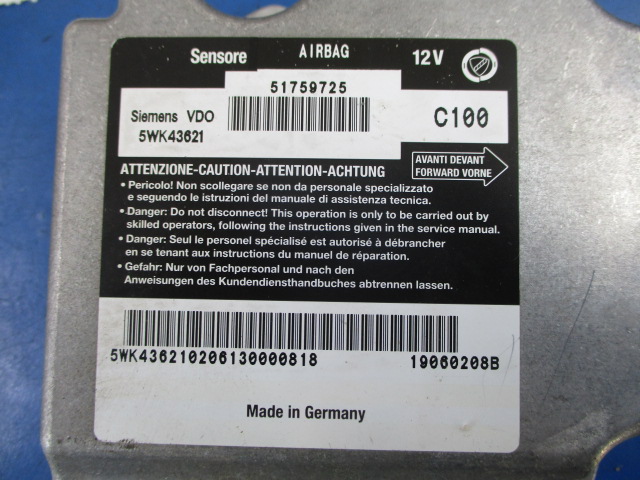 Sensore AIRBAG 12V
51759725
Siemens VDO C100
5WK43621
ATTENZIONE-CAUTION-ATTENTION-ACHTUNG
AVANTI DEVANT
FORWARD VORNE
• Pericolo! Non scollegare se non da personale specializzato
e seguendo le istruzioni del manuale di assistenza tecnica.
• Danger: Do not disconnect! This operation is only to be carried out by
skilled operators, following the instructions given in the service manual.
• Danger: Seul le personel spécialisé est autorisé à débrancher
en se tenant aux instructions du manuel de réparation.
• Gefahr: Nur von Fachpersonal und nach den
Anweisungen des Kundendiensthandbuches abtrennen lassen.
5WK436210206130000818 19060208B
Made in Germany